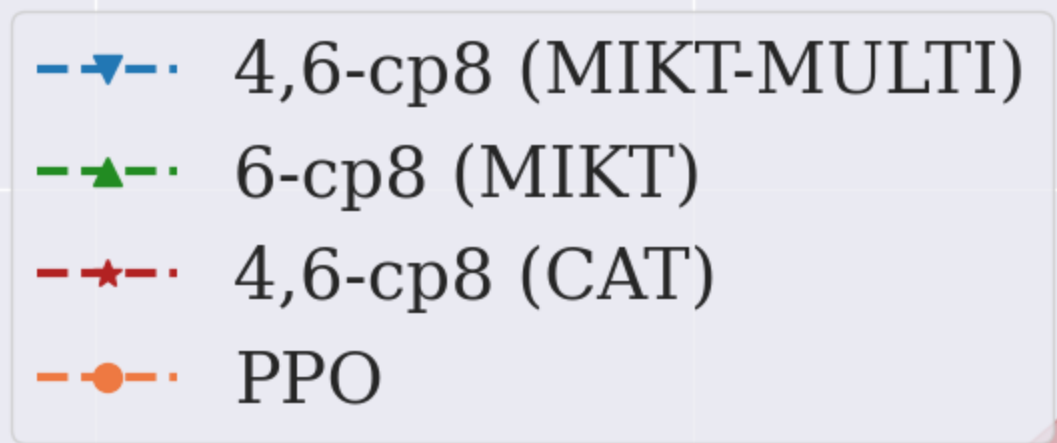 4,6-cp8 (MIKT-MULTI)
6-cp8 (MIKT)
4,6-cp8 (CAT)
PPO